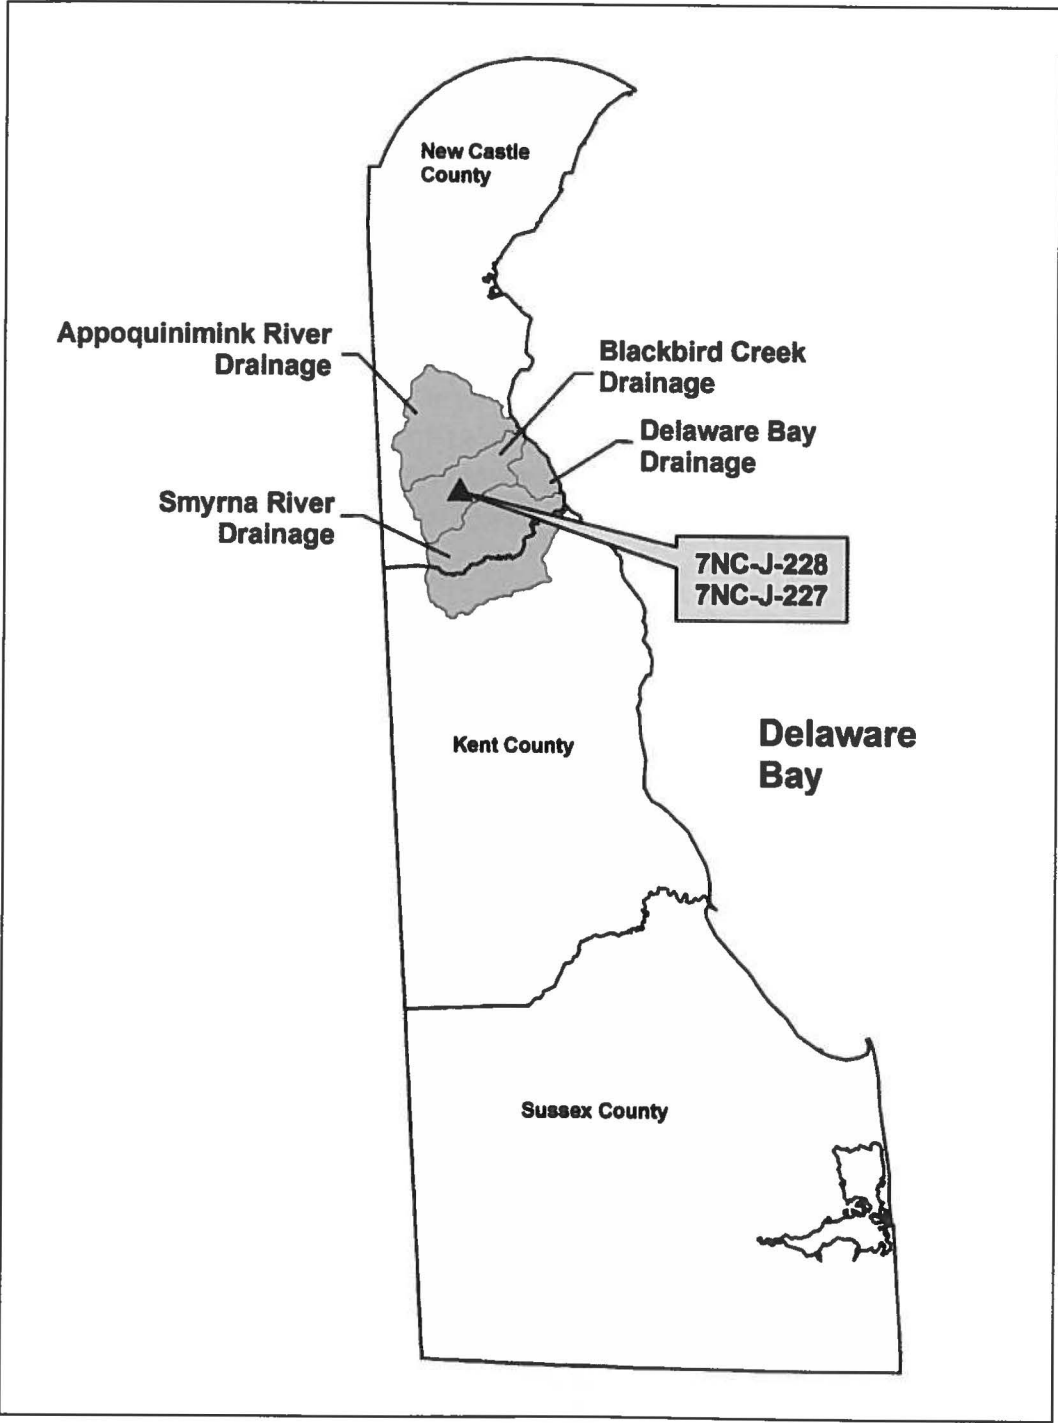 New Castle
County
Appoquinimink River
Drainage
Blackbird Creek
Drainage
Delaware Bay
Drainage
Smyrna River
Drainage
7NC-J-228
7NC-J-227
Kent County
Delaware
Bay
Sussex County